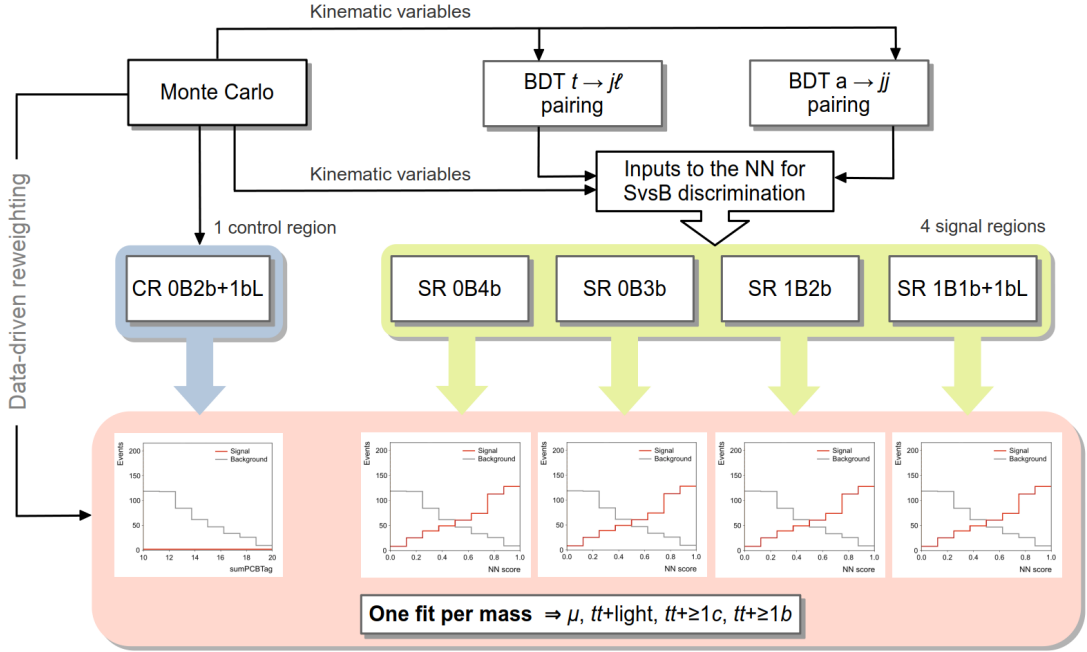 Kinematic variables
Monte Carlo
BDT t → jℓ
pairing
BDT a → jj
pairing
Kinematic variables
Inputs to the NN for
SvsB discrimination
Data-driven reweighting
1 control region
4 signal regions
CR 0B2b+1bL
SR 0B4b
SR 0B3b
SR 1B2b
SR 1B1b+1bL
Events
200
150
100
50
0
Signal
Background
10 12 14 16 18 20
sumPCBTag
Events
200
150
100
50
0
Signal
Background
0.0 0.2 0.4 0.6 0.8 1.0
NN score
Events
200
150
100
50
0
Signal
Background
0.0 0.2 0.4 0.6 0.8 1.0
NN score
Events
200
150
100
50
0
Signal
Background
0.0 0.2 0.4 0.6 0.8 1.0
NN score
Events
200
150
100
50
0
Signal
Background
0.0 0.2 0.4 0.6 0.8 1.0
NN score
One fit per mass ⇒ μ, tt+light, tt+≥1c, tt+≥1b